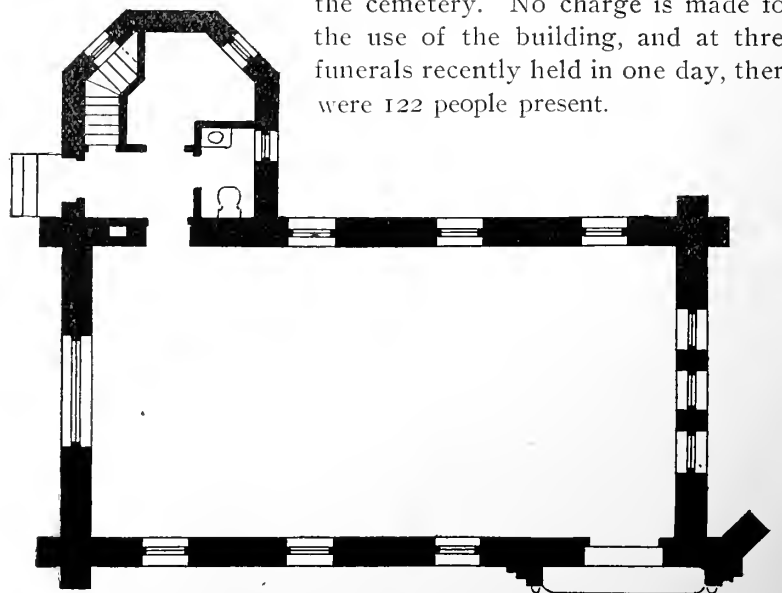 the cemetery. No charge is made fo
the use of the building, and at thre
funerals recently held in one day, ther
were 122 people present.